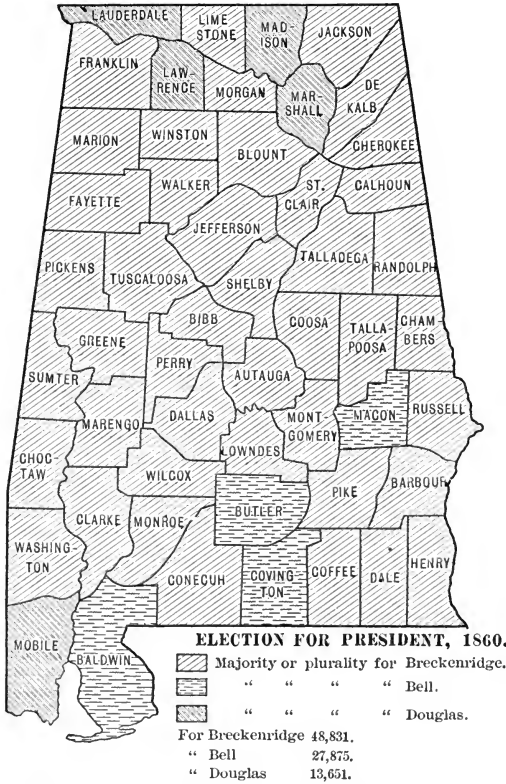 LAUDERDALE
LIME
STONE
MAD-
ISON
JACKSON
FRANKLIN
LAW-
RENCE
MORGAN
MAR-
SHALL
DE
KALB
CHEROKEE
MARION
WINSTON
BLOUNT
FAYETTE
WALKER
ST.
CLAIR
CALHOUN
JEFFERSON
TALLADEGA
RANDOLPH
PICKENS
TUSCALOOSA
SHELBY
BIBB
COOSA
TALLA-
POOSA
CHAM-
BERS
GREENE
PERRY
AUTAUGA
SUMTER
MARENGO
DALLAS
MONT-
GOMERY
MACON
RUSSELL
CHOC-
TAW
LOWNDES
WILCOX
BUTLER
PIKE
BARBOUR
CLARKE
MONROE
WASHING-
TON
CONECUH
COVING-
TON
COFFEE
DALE
HENRY
MOBILE
BALDWIN
ELECTION FOR PRESIDENT, 1860.
Majority or plurality for Breckenridge.
“ “ “ “ Bell.
“ “ “ “ Douglas.
For Breckenridge 48,831.
“ Bell 27,875.
“ Douglas 13,651.